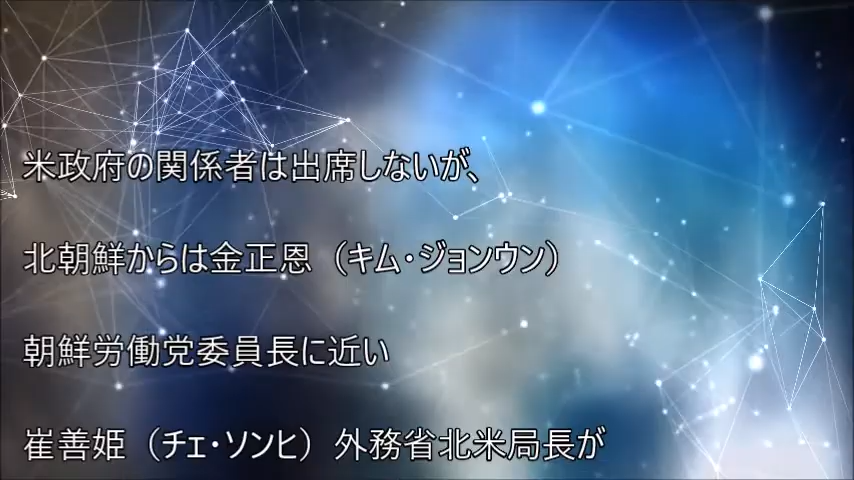 米政府の関係者は出席しないが、
北朝鮮からは金正恩（キム・ジョンウン）
朝鮮労働党委員長に近い
崔善姫（チェ・ソンヒ）外務省北米局長が